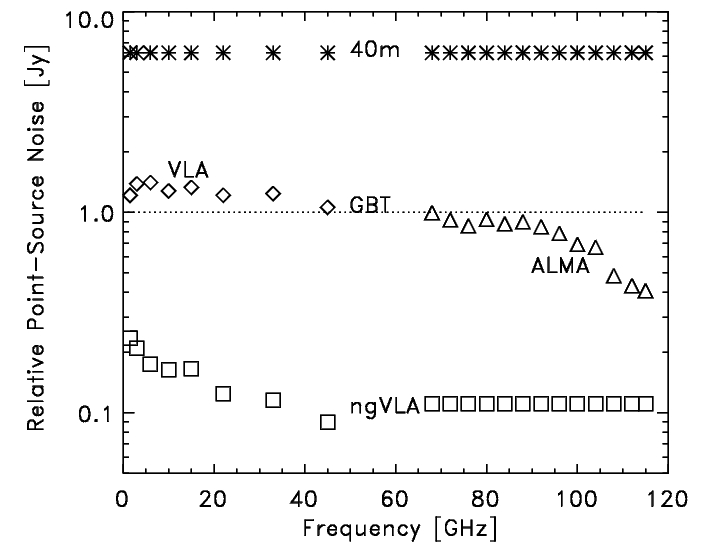 10.0
40m
VLA
GBT
1.0
ALMA
ngVLA
0.1
0 20 40 60 80 100 120
Frequency [GHz]
Relative Point-Source Noise [Jy]